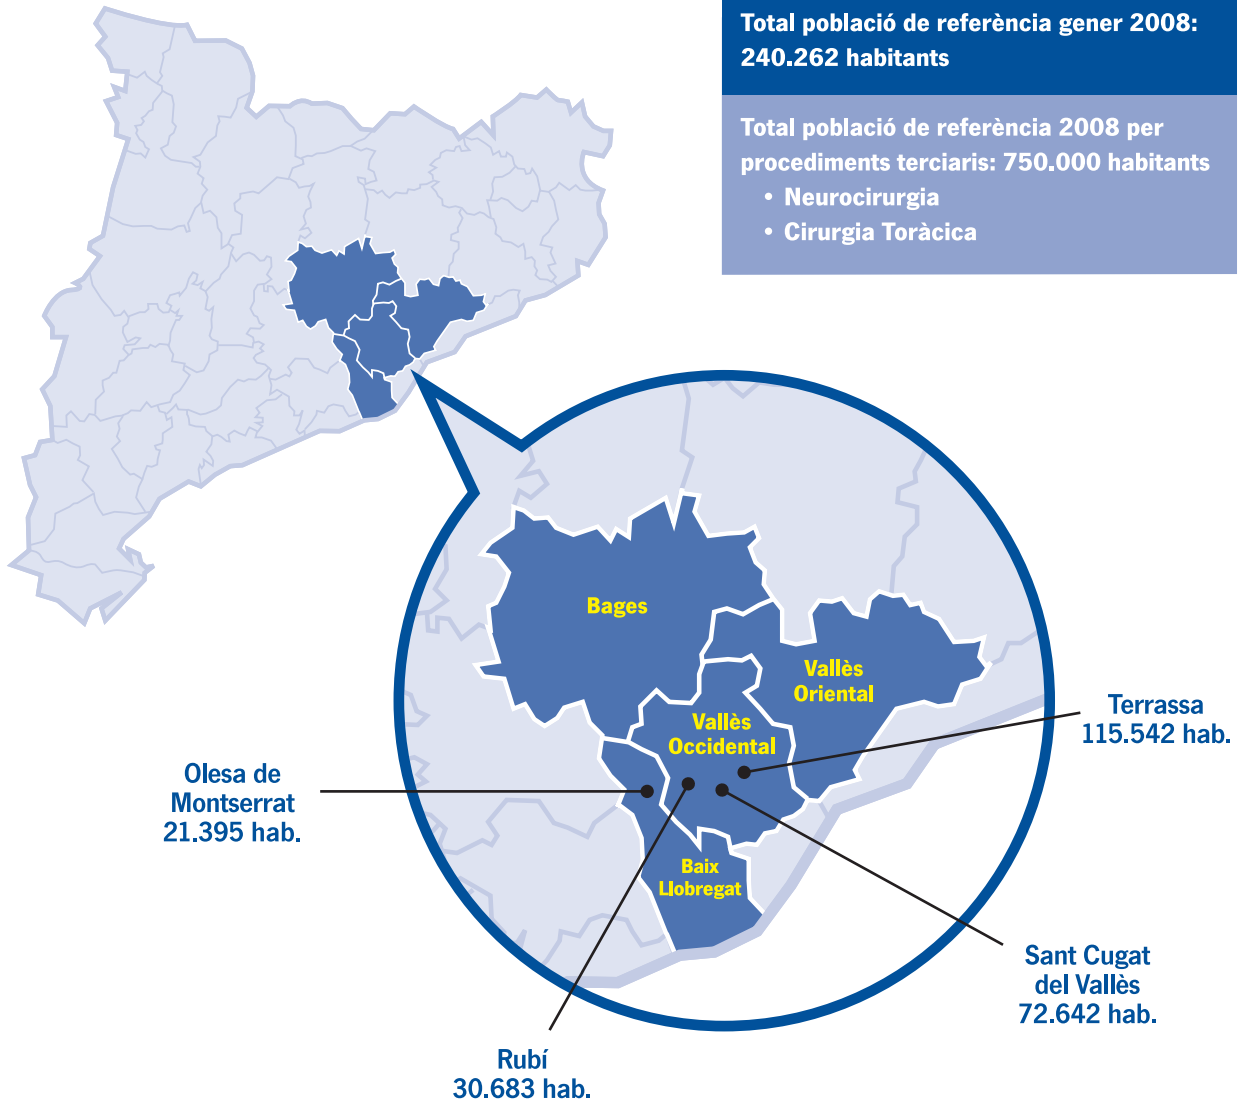 Total població de referència gener 2008:
240.262 habitants
Total població de referència 2008 per
procediments terciaris: 750.000 habitants
• Neurocirurgia
• Cirurgia Toràcica
Bages
Vallès
Oriental
Vallès
Occidental
Baix
Llobregat
Terrassa
115.542 hab.
Olesa de
Montserrat
21.395 hab.
Sant Cugat
del Vallès
72.642 hab.
Rubí
30.683 hab.